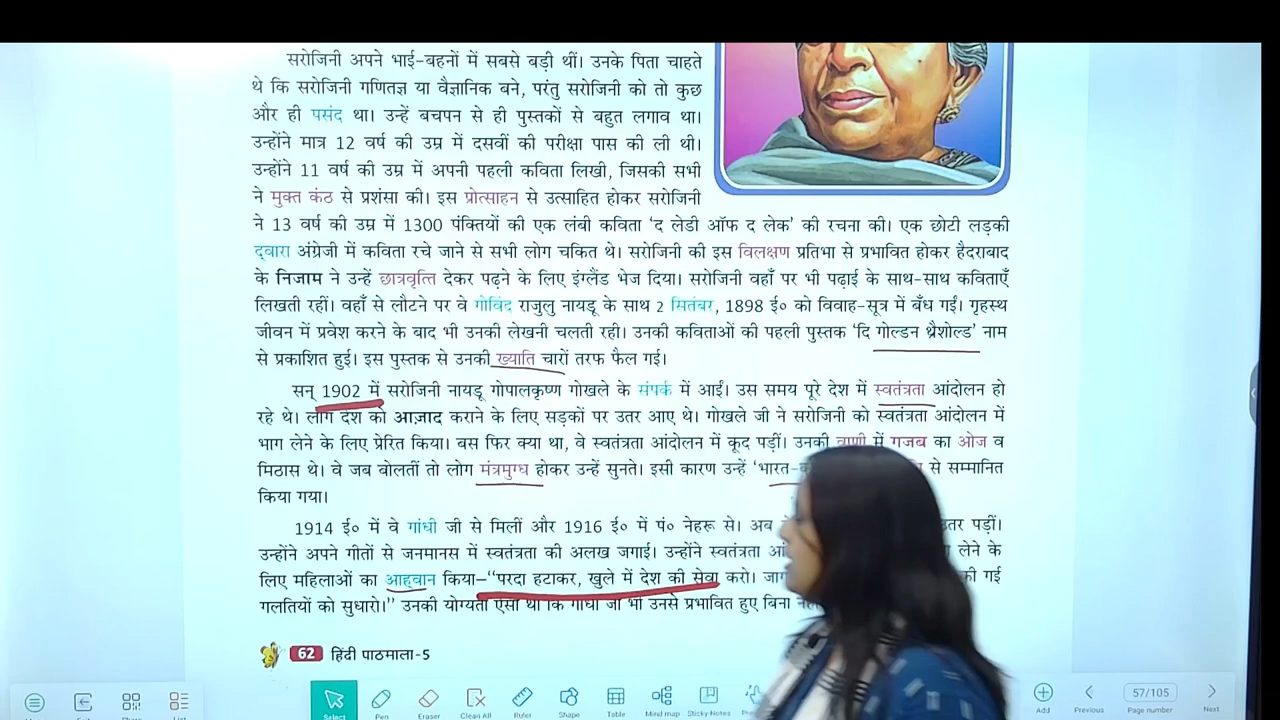 सरोजिनी अपने भाई-बहनों में सबसे बड़ी थीं। उनके पिता चाहते
थे कि सरोजिनी गणितज्ञ या वैज्ञानिक बने, परंतु सरोजिनी को तो कुछ
और ही पसंद था। उन्हें बचपन से ही पुस्तकों से बहुत लगाव था।
उन्होंने मात्र 12 वर्ष की उम्र में दसवीं की परीक्षा पास की ली थी।
उन्होंने 11 वर्ष की उम्र में अपनी पहली कविता लिखी, जिसकी सभी
ने मुक्त कंठ से प्रशंसा की। इस प्रोत्साहन से उत्साहित होकर सरोजिनी
ने 13 वर्ष की उम्र में 1300 पंक्तियों की एक लंबी कविता ‘द लेडी ऑफ द लेक’ की रचना की। एक छोटी लड़की
द्वारा अंग्रेजी में कविता रचे जाने से सभी लोग चकित थे। सरोजिनी की इस विलक्षण प्रतिभा से प्रभावित होकर हैदराबाद
के निजाम ने उन्हें छात्रवृत्ति देकर पढ़ने के लिए इंग्लैंड भेज दिया। सरोजिनी वहाँ पर भी पढ़ाई के साथ-साथ कविताएँ
लिखती रहीं। वहाँ से लौटने पर वे गोविंद राजुलु नायडू के साथ 2 सितंबर, 1898 ई० को विवाह-सूत्र में बँध गईं। गृहस्थ
जीवन में प्रवेश करने के बाद भी उनकी लेखनी चलती रही। उनकी कविताओं की पहली पुस्तक ‘दि गोल्डन थ्रैशोल्ड’ नाम
से प्रकाशित हुई। इस पुस्तक से उनकी ख्याति चारों तरफ फैल गई।
सन् 1902 में सरोजिनी नायडू गोपालकृष्ण गोखले के संपर्क में आईं। उस समय पूरे देश में स्वतंत्रता आंदोलन हो
रहे थे। लोग देश को आज़ाद कराने के लिए सड़कों पर उतर आए थे। गोखले जी ने सरोजिनी को स्वतंत्रता आंदोलन में
भाग लेने के लिए प्रेरित किया। बस फिर क्या था, वे स्वतंत्रता आंदोलन में कूद पड़ीं। उनकी वाणी में गजब का ओज व
मिठास थे। वे जब बोलतीं तो लोग मंत्रमुग्ध होकर उन्हें सुनते। इसी कारण उन्हें ‘भारत- से सम्मानित
किया गया।
1914 ई० में वे गांधी जी से मिलीं और 1916 ई० में पं० नेहरू से। अब उतर पड़ीं।
उन्होंने अपने गीतों से जनमानस में स्वतंत्रता की अलख जगाई। उन्होंने स्वतंत्रता लेने के
लिए महिलाओं का आह्वान किया–“परदा हटाकर, खुले में देश की सेवा करो। की गई
गलतियों को सुधारो।” उनकी योग्यता ऐसी थी कि गांधी जी भी उनसे प्रभावित हुए बिना
62 हिंदी पाठमाला-5
Select Pen Eraser Clean All Ruler Shape Table Mind map Sticky-Notes Add Previous 57/105 Page number Next